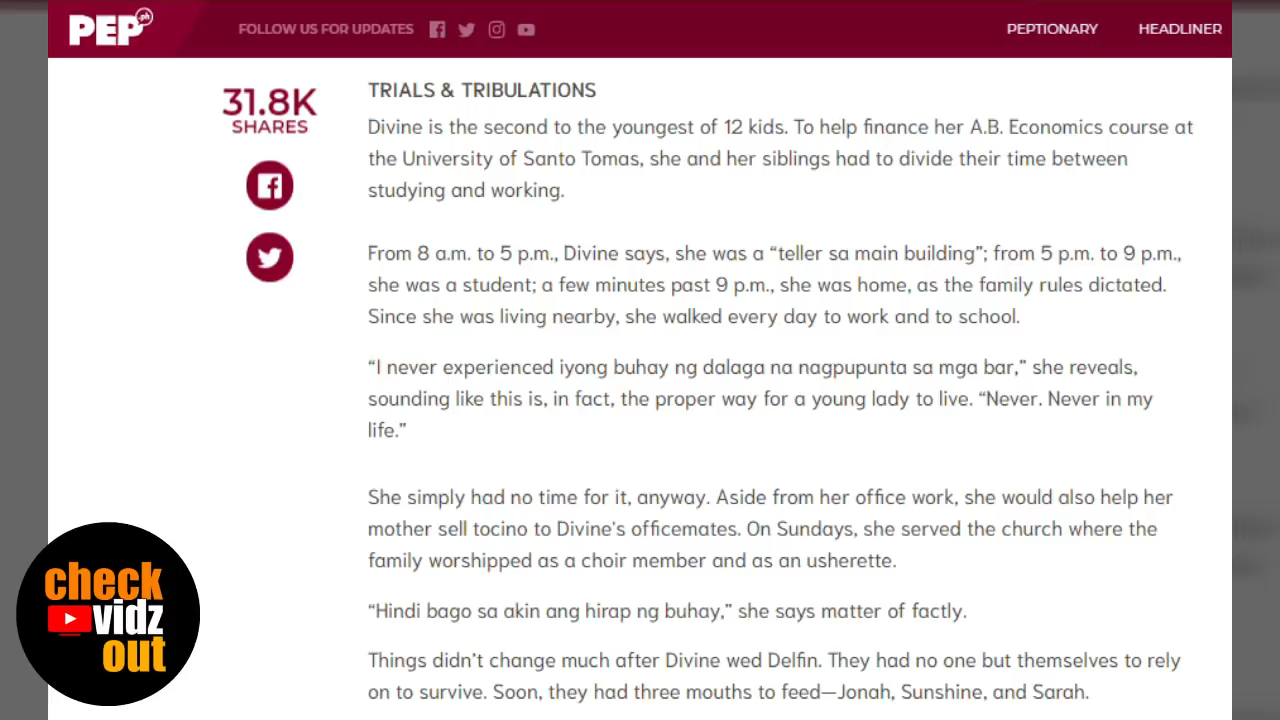 PEP.ph
FOLLOW US FOR UPDATES
PEPTIONARY
HEADLINER
31.8K
SHARES
TRIALS & TRIBULATIONS
Divine is the second to the youngest of 12 kids. To help finance her A.B. Economics course at
the University of Santo Tomas, she and her siblings had to divide their time between
studying and working.
From 8 a.m. to 5 p.m., Divine says, she was a “teller sa main building”; from 5 p.m. to 9 p.m.,
she was a student; a few minutes past 9 p.m., she was home, as the family rules dictated.
Since she was living nearby, she walked every day to work and to school.
“I never experienced iyong buhay ng dalaga na nagpupunta sa mga bar,” she reveals,
sounding like this is, in fact, the proper way for a young lady to live. “Never. Never in my
life.”
She simply had no time for it, anyway. Aside from her office work, she would also help her
mother sell tocino to Divine's officemates. On Sundays, she served the church where the
family worshipped as a choir member and as an usherette.
“Hindi bago sa akin ang hirap ng buhay,” she says matter of factly.
Things didn’t change much after Divine wed Delfin. They had no one but themselves to rely
on to survive. Soon, they had three mouths to feed—Jonah, Sunshine, and Sarah.
check
vidz
out